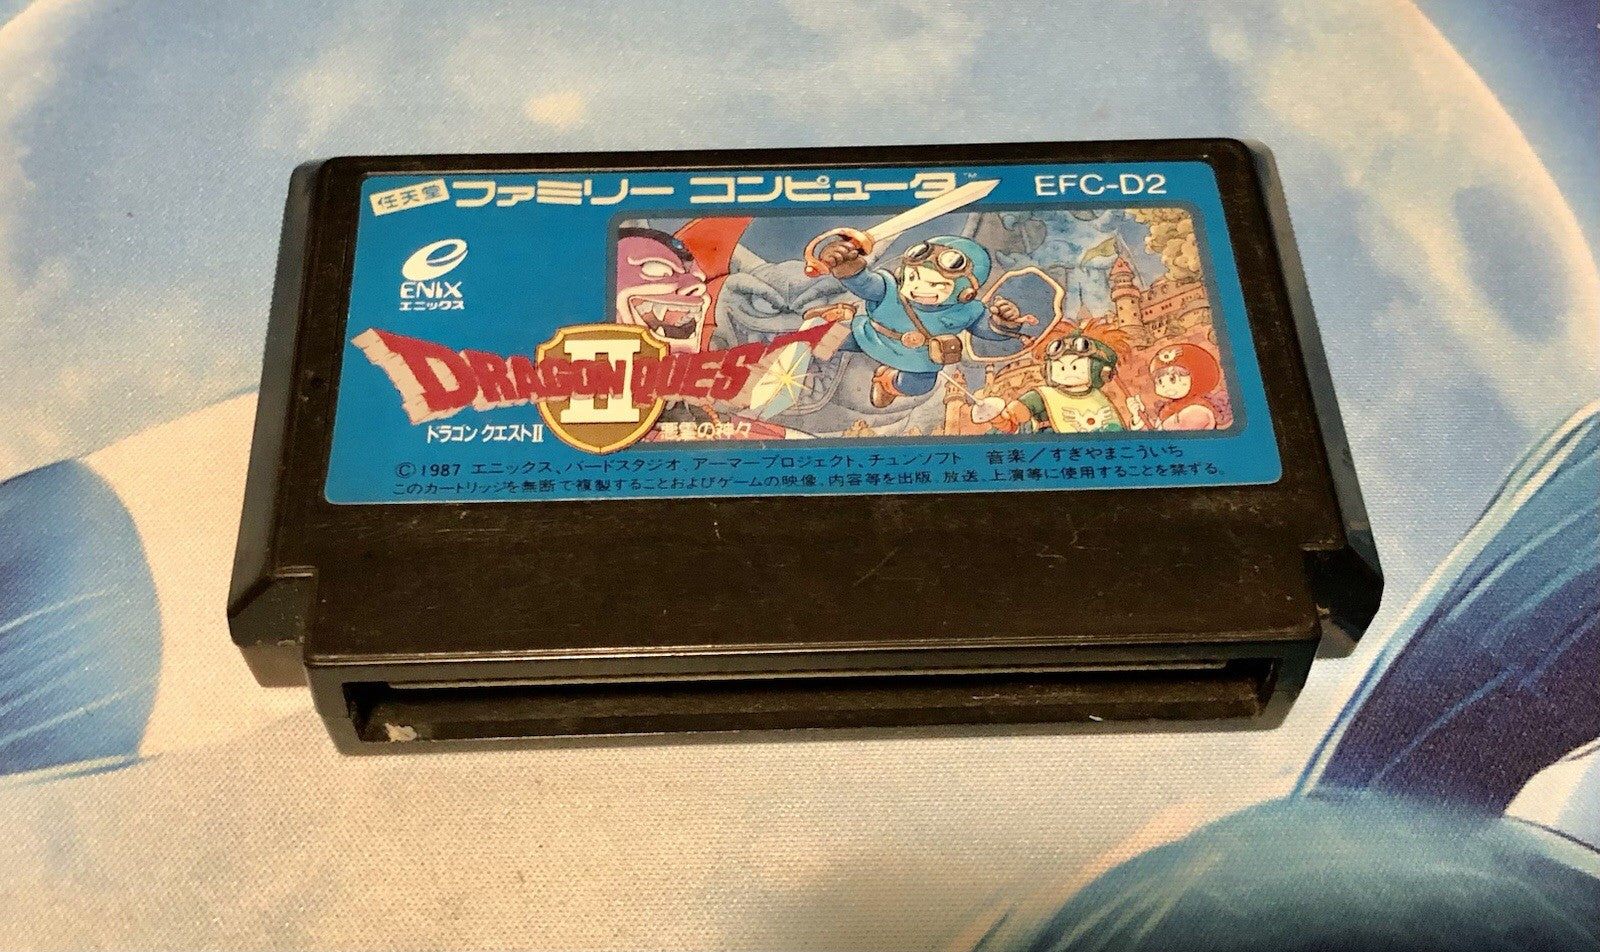 任天堂 ファミリー コンピュータ™ EFC-D2
ENIX
エニックス
DRAGON QUEST
II
ドラゴン クエストII 悪霊の神々
©1987 エニックス、バードスタジオ、アーマープロジェクト、チュンソフト 音楽/すぎやまこういち
このカートリッジを無断で複製することおよびゲームの映像、内容等を出版、放送、上演等に使用することを禁ずる。